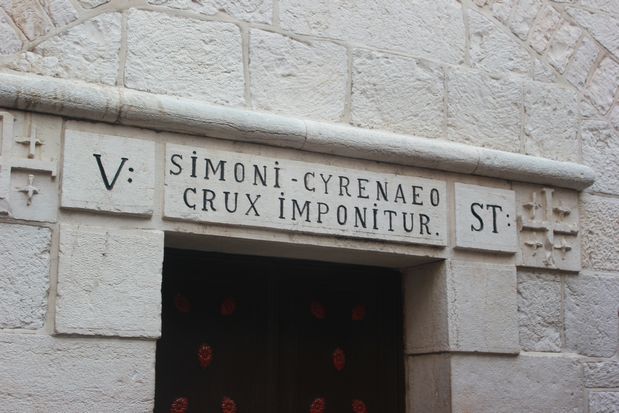 V: SIMONI-CYRENAEO ST:
CRUX IMPONITUR.